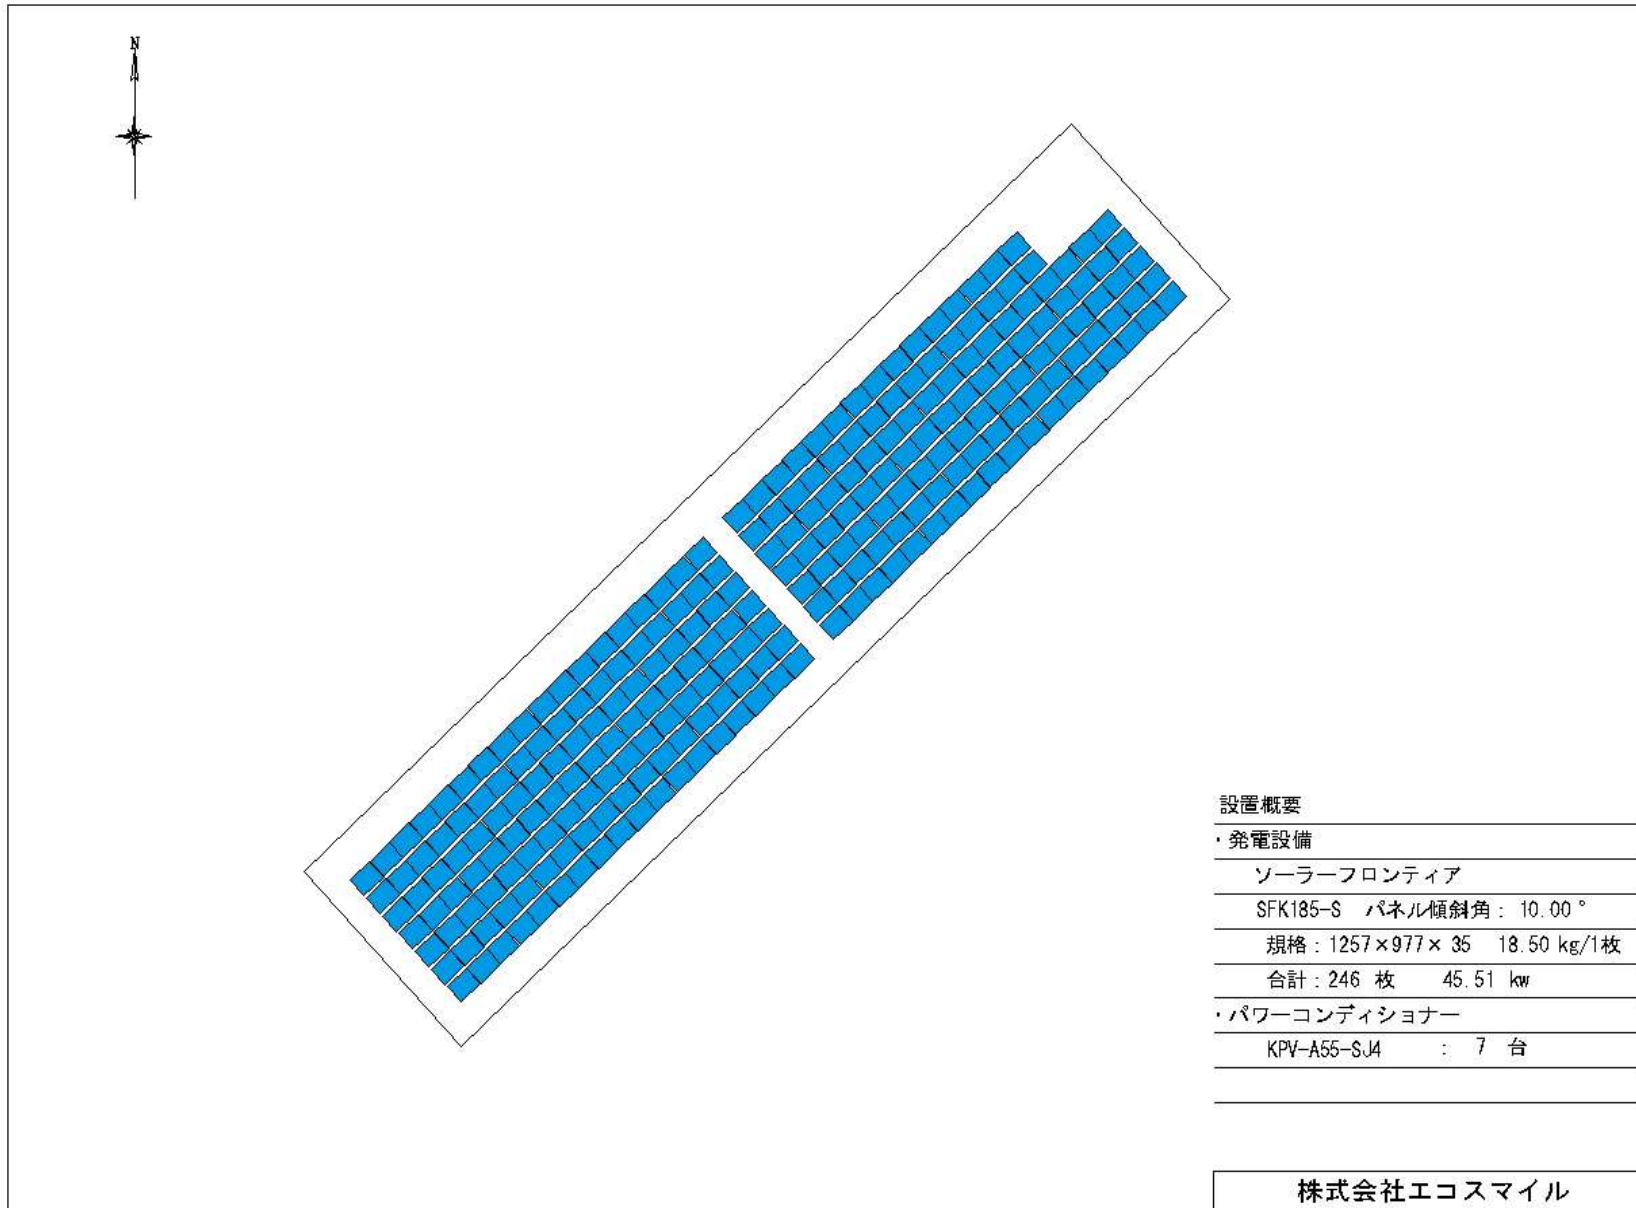 N
設置概要
・発電設備
ソーラーフロンティア
SFK185-S パネル傾斜角： 10.00°
規格：1257×977× 35 18.50 kg/1枚
合計：246 枚 45.51 kw
・パワーコンディショナー
KPV-A55-SJ4 ： 7 台
株式会社エコスマイル